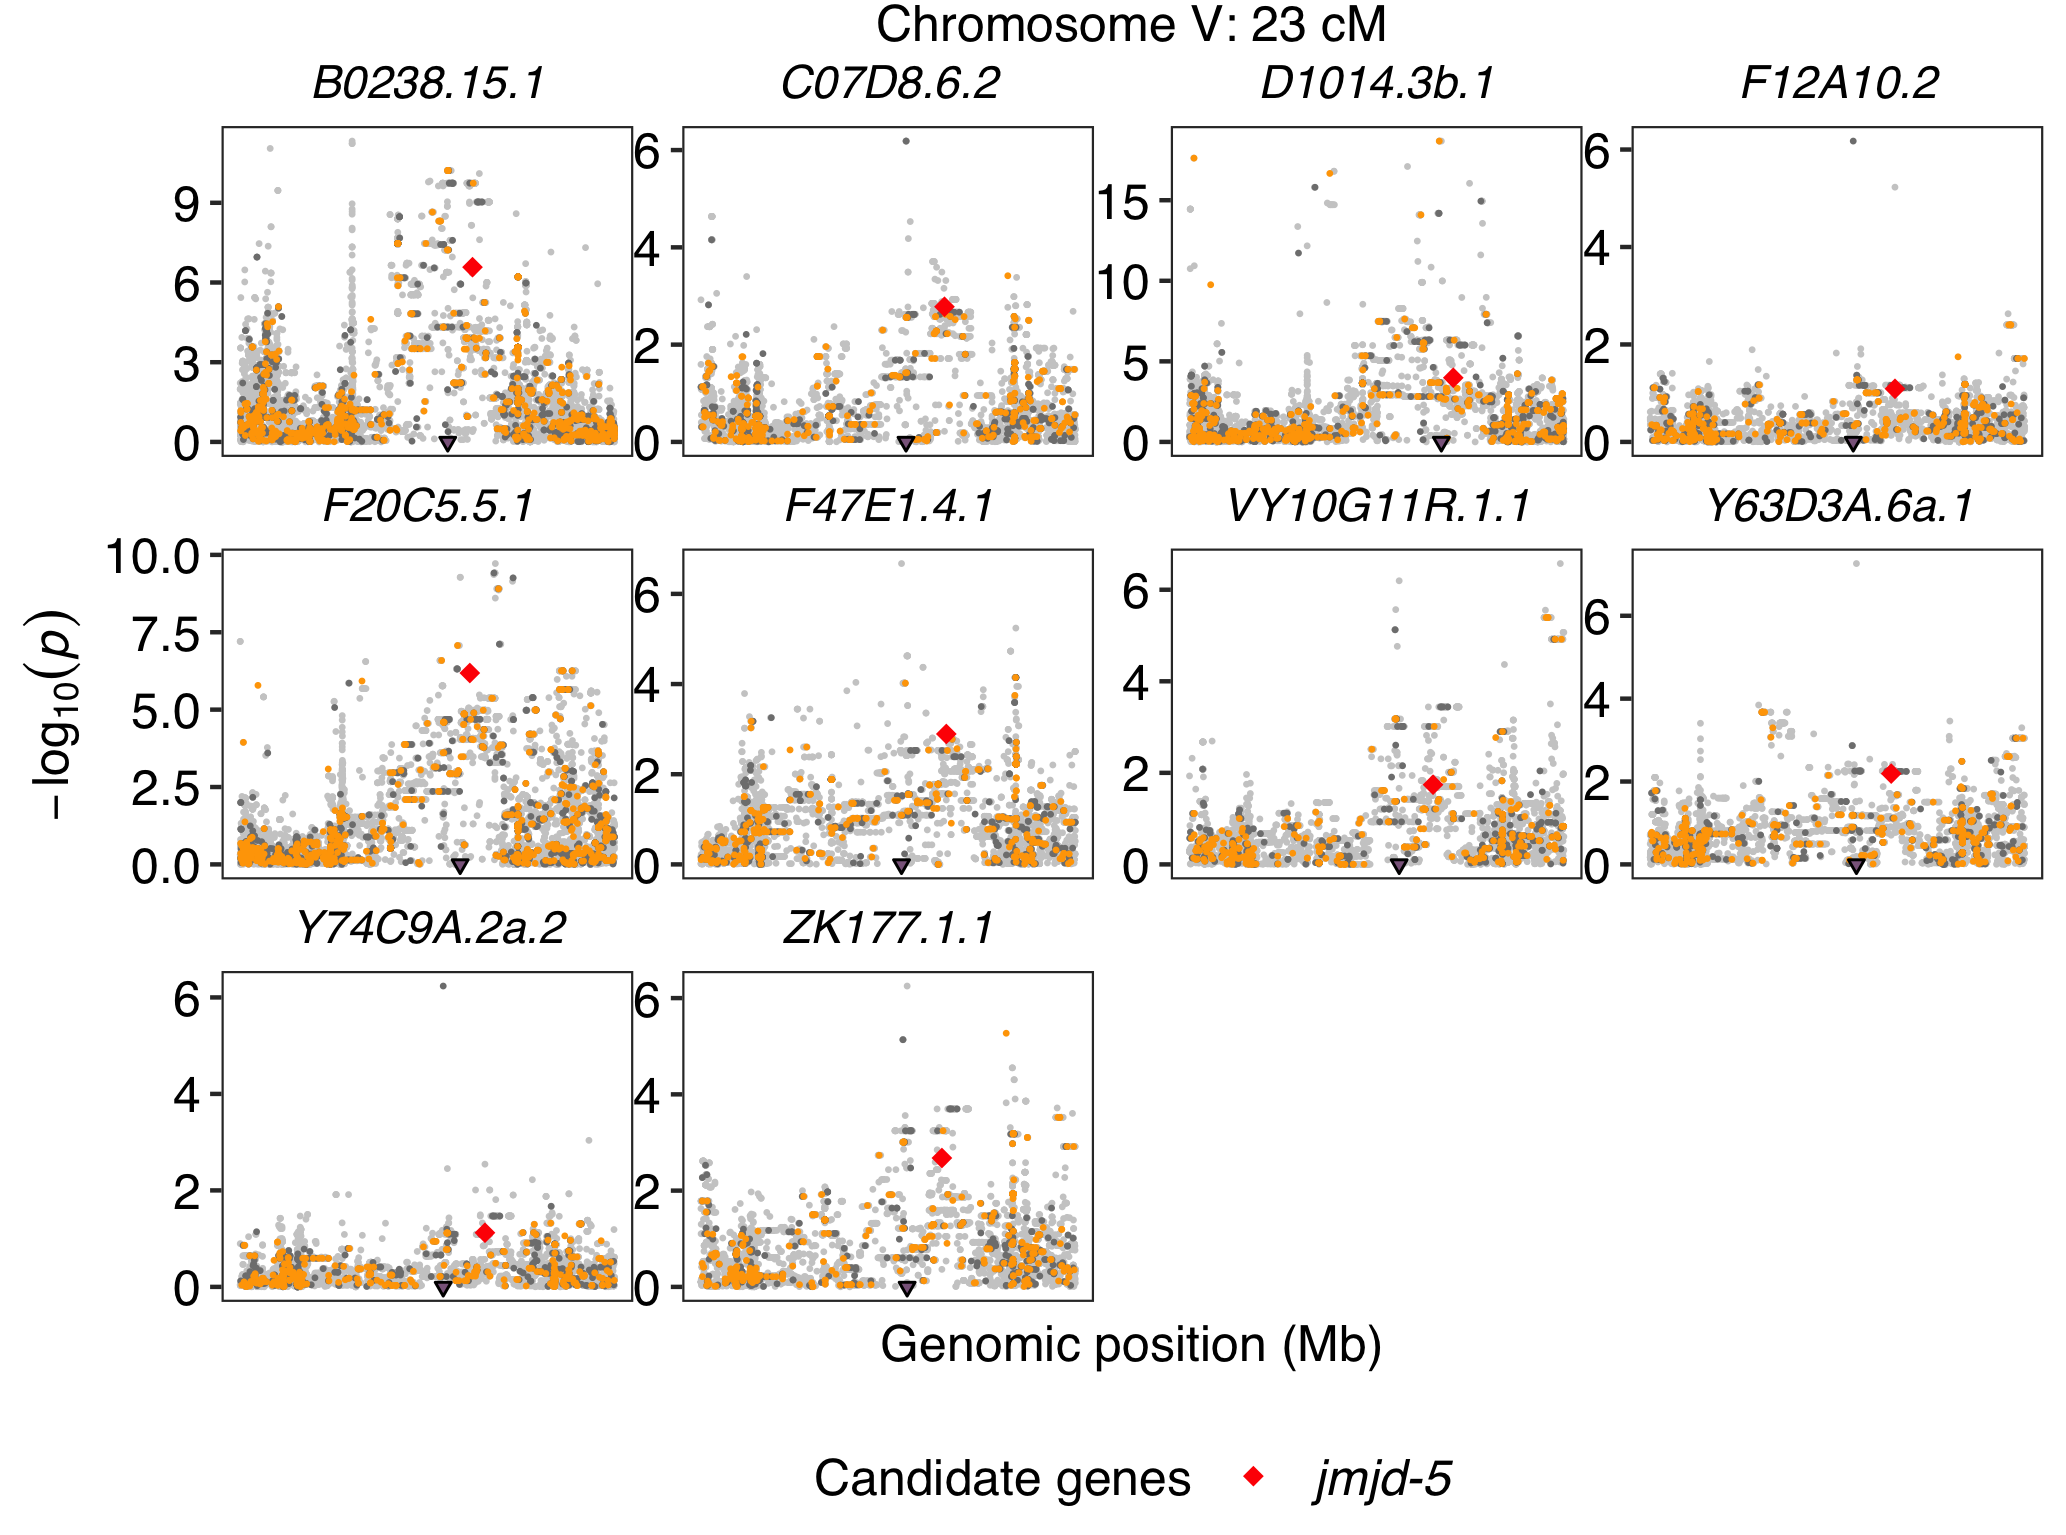 Chromosome V: 23 cM
B0238.15.1 C07D8.6.2 D1014.3b.1 F12A10.2
9 6 3 0
6 4 2 0
15 10 5 0
6 4 2 0
F20C5.5.1 F47E1.4.1 VY10G11R.1.1 Y63D3A.6a.1
10.0 7.5 5.0 2.5 0.0
6 4 2 0
6 4 2 0
6 4 2 0
−log10(p)
Y74C9A.2a.2 ZK177.1.1
6 4 2 0
6 4 2 0
Genomic position (Mb)
Candidate genes jmjd-5